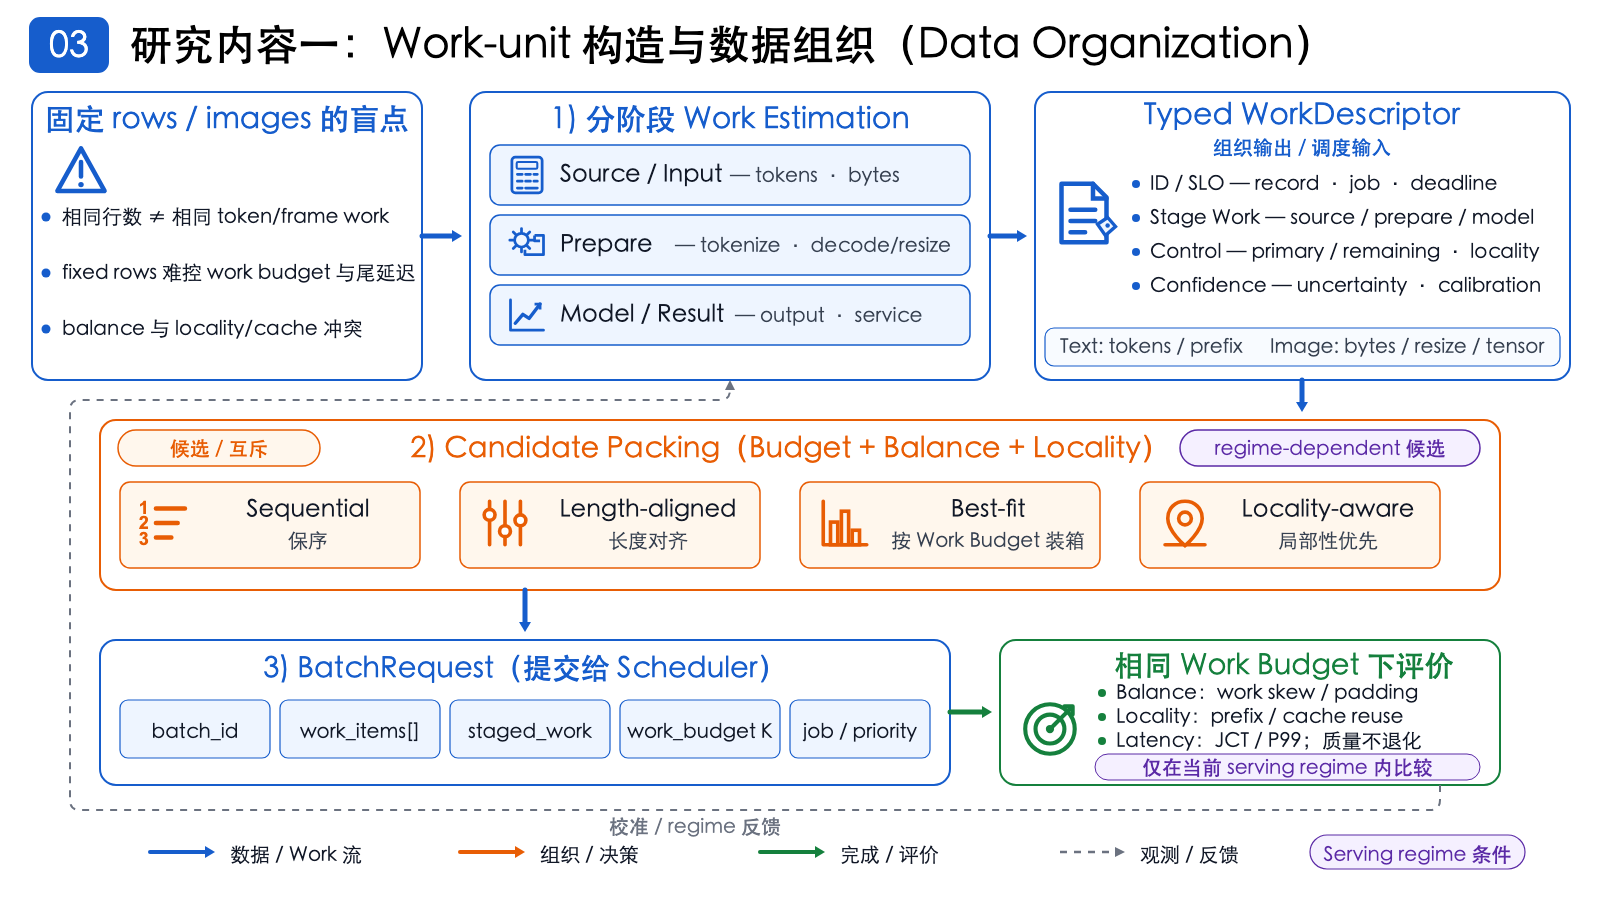 03 研究内容一：Work-unit 构造与数据组织（Data Organization）
固定 rows / images 的盲点
相同行数 ≠ 相同 token/frame work
fixed rows 难控 work budget 与尾延迟
balance 与 locality/cache 冲突
1) 分阶段 Work Estimation
Source / Input — tokens · bytes
Prepare — tokenize · decode/resize
Model / Result — output · service
Typed WorkDescriptor
组织输出 / 调度输入
ID / SLO — record · job · deadline
Stage Work — source / prepare / model
Control — primary / remaining · locality
Confidence — uncertainty · calibration
Text: tokens / prefix Image: bytes / resize / tensor
候选 / 互斥
2) Candidate Packing（Budget + Balance + Locality）
regime-dependent 候选
1
2
3
Sequential
保序
Length-aligned
长度对齐
Best-fit
按 Work Budget 装箱
Locality-aware
局部性优先
3) BatchRequest（提交给 Scheduler）
batch_id
work_items[]
staged_work
work_budget K
job / priority
相同 Work Budget 下评价
Balance：work skew / padding
Locality：prefix / cache reuse
Latency：JCT / P99；质量不退化
仅在当前 serving regime 内比较
校准 / regime 反馈
数据 / Work 流
组织 / 决策
完成 / 评价
观测 / 反馈
Serving regime 条件